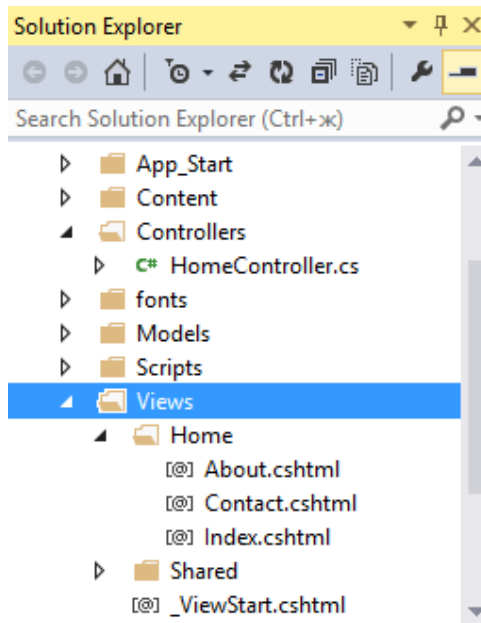 Solution Explorer
Search Solution Explorer (Ctrl+ж)
App_Start
Content
Controllers
C# HomeController.cs
fonts
Models
Scripts
Views
Home
[@] About.cshtml
[@] Contact.cshtml
[@] Index.cshtml
Shared
[@] _ViewStart.cshtml